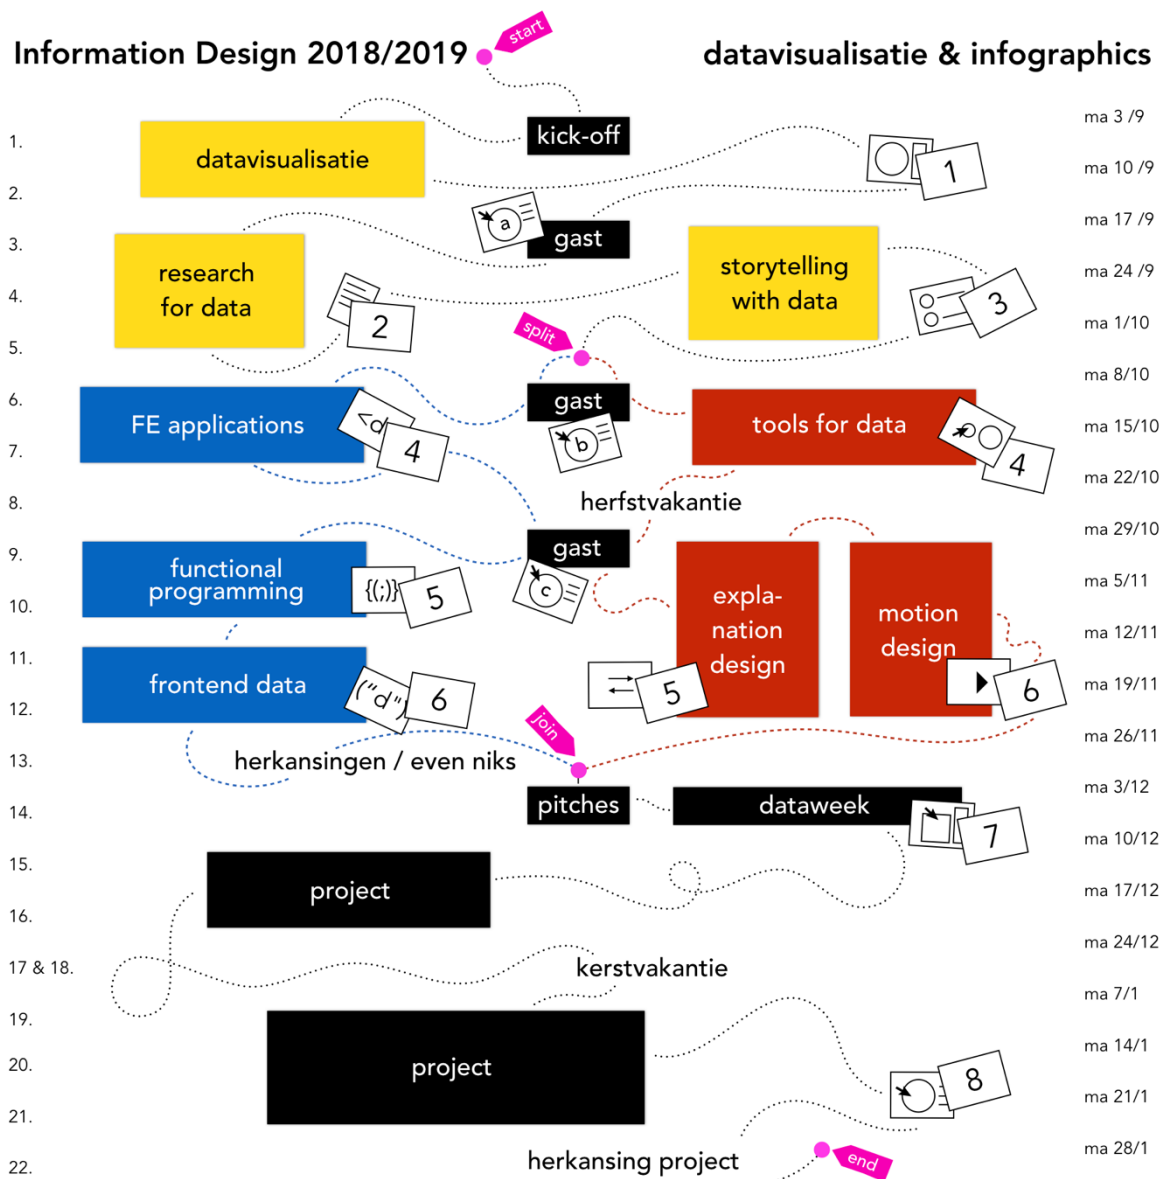 start
Information Design 2018/2019
datavisualisatie & infographics
ma 3 /9
kick-off
1.
datavisualisatie
ma 10 /9
1
2.
a
ma 17 /9
gast
3.
research
for data
storytelling
with data
ma 24 /9
4.
2
3
split
ma 1/10
5.
ma 8/10
6.
gast
FE applications
<d
4
b
tools for data
4
ma 15/10
7.
ma 22/10
8.
herfstvakantie
ma 29/10
9.
gast
functional
programming
{(;)}
5
c
expla-
nation
design
motion
design
ma 5/11
10.
ma 12/11
11.
frontend data
("d")
6
5
6
ma 19/11
12.
join
ma 26/11
13.
herkansingen / even niks
ma 3/12
14.
pitches
dataweek
7
ma 10/12
15.
project
ma 17/12
16.
ma 24/12
17 & 18.
kerstvakantie
ma 7/1
19.
ma 14/1
20.
project
8
ma 21/1
21.
ma 28/1
22.
herkansing project
end